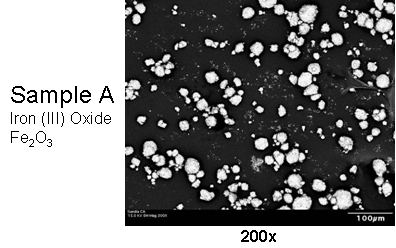 Sample A
Iron (III) Oxide
Fe₂O₃
100µm
200x